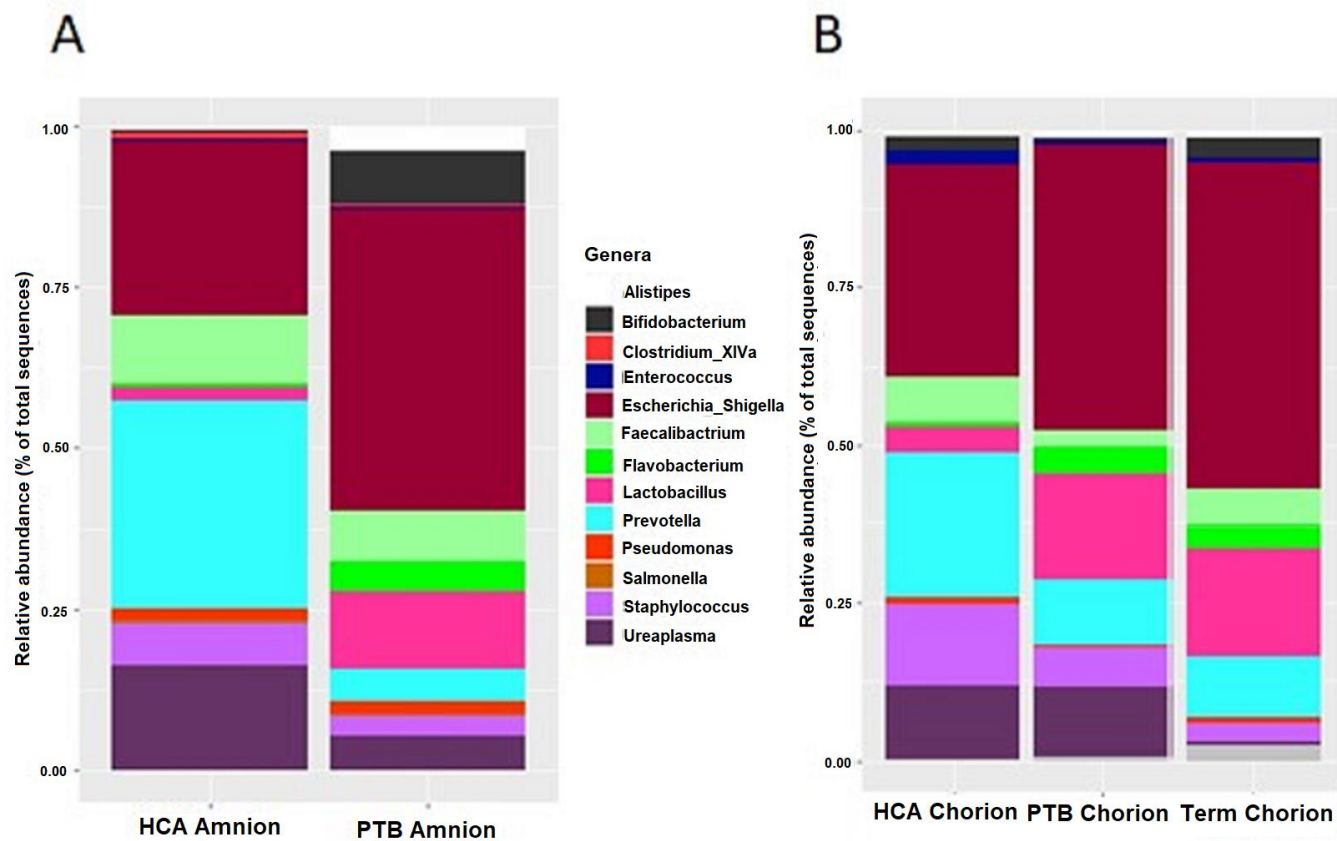 A
B
1.00
0.75
0.50
0.25
0.00
Relative abundance (% of total sequences)
HCA Amnion
PTB Amnion
Genera
Alistipes
Bifidobacterium
Clostridium_XIVa
Enterococcus
Escherichia_Shigella
Faecalibactrium
Flavobacterium
Lactobacillus
Prevotella
Pseudomonas
Salmonella
Staphylococcus
Ureaplasma
1.00
0.75
0.50
0.25
0.00
Relative abundance (% of total sequences)
HCA Chorion
PTB Chorion
Term Chorion